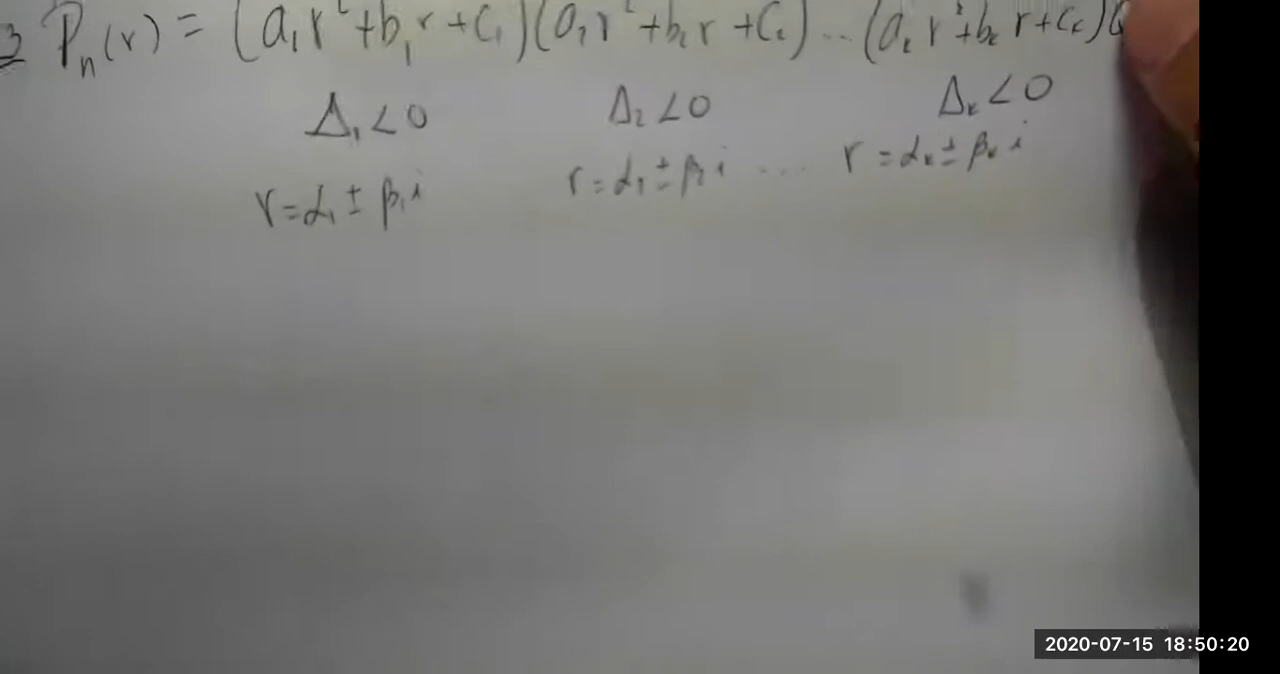 3 Pₙ(r) = (a₁r²+b₁r+c₁)(a₂r²+b₂r+c₂)...(aₖr²+bₖr+cₖ)
Δ₁<0 Δ₂<0 Δₖ<0
r=α₁±β₁i r=α₂±β₂i .... r=αₖ±βₖi
2020-07-15 18:50:20